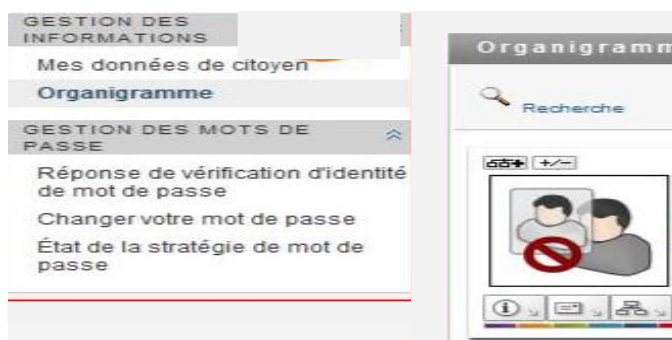 GESTION DES
INFORMATIONS
Mes données de citoyen
Organigramme
GESTION DES MOTS DE
PASSE
Réponse de vérification d'identité
de mot de passe
Changer votre mot de passe
État de la stratégie de mot de
passe
Organigramm
Recherche
+/-